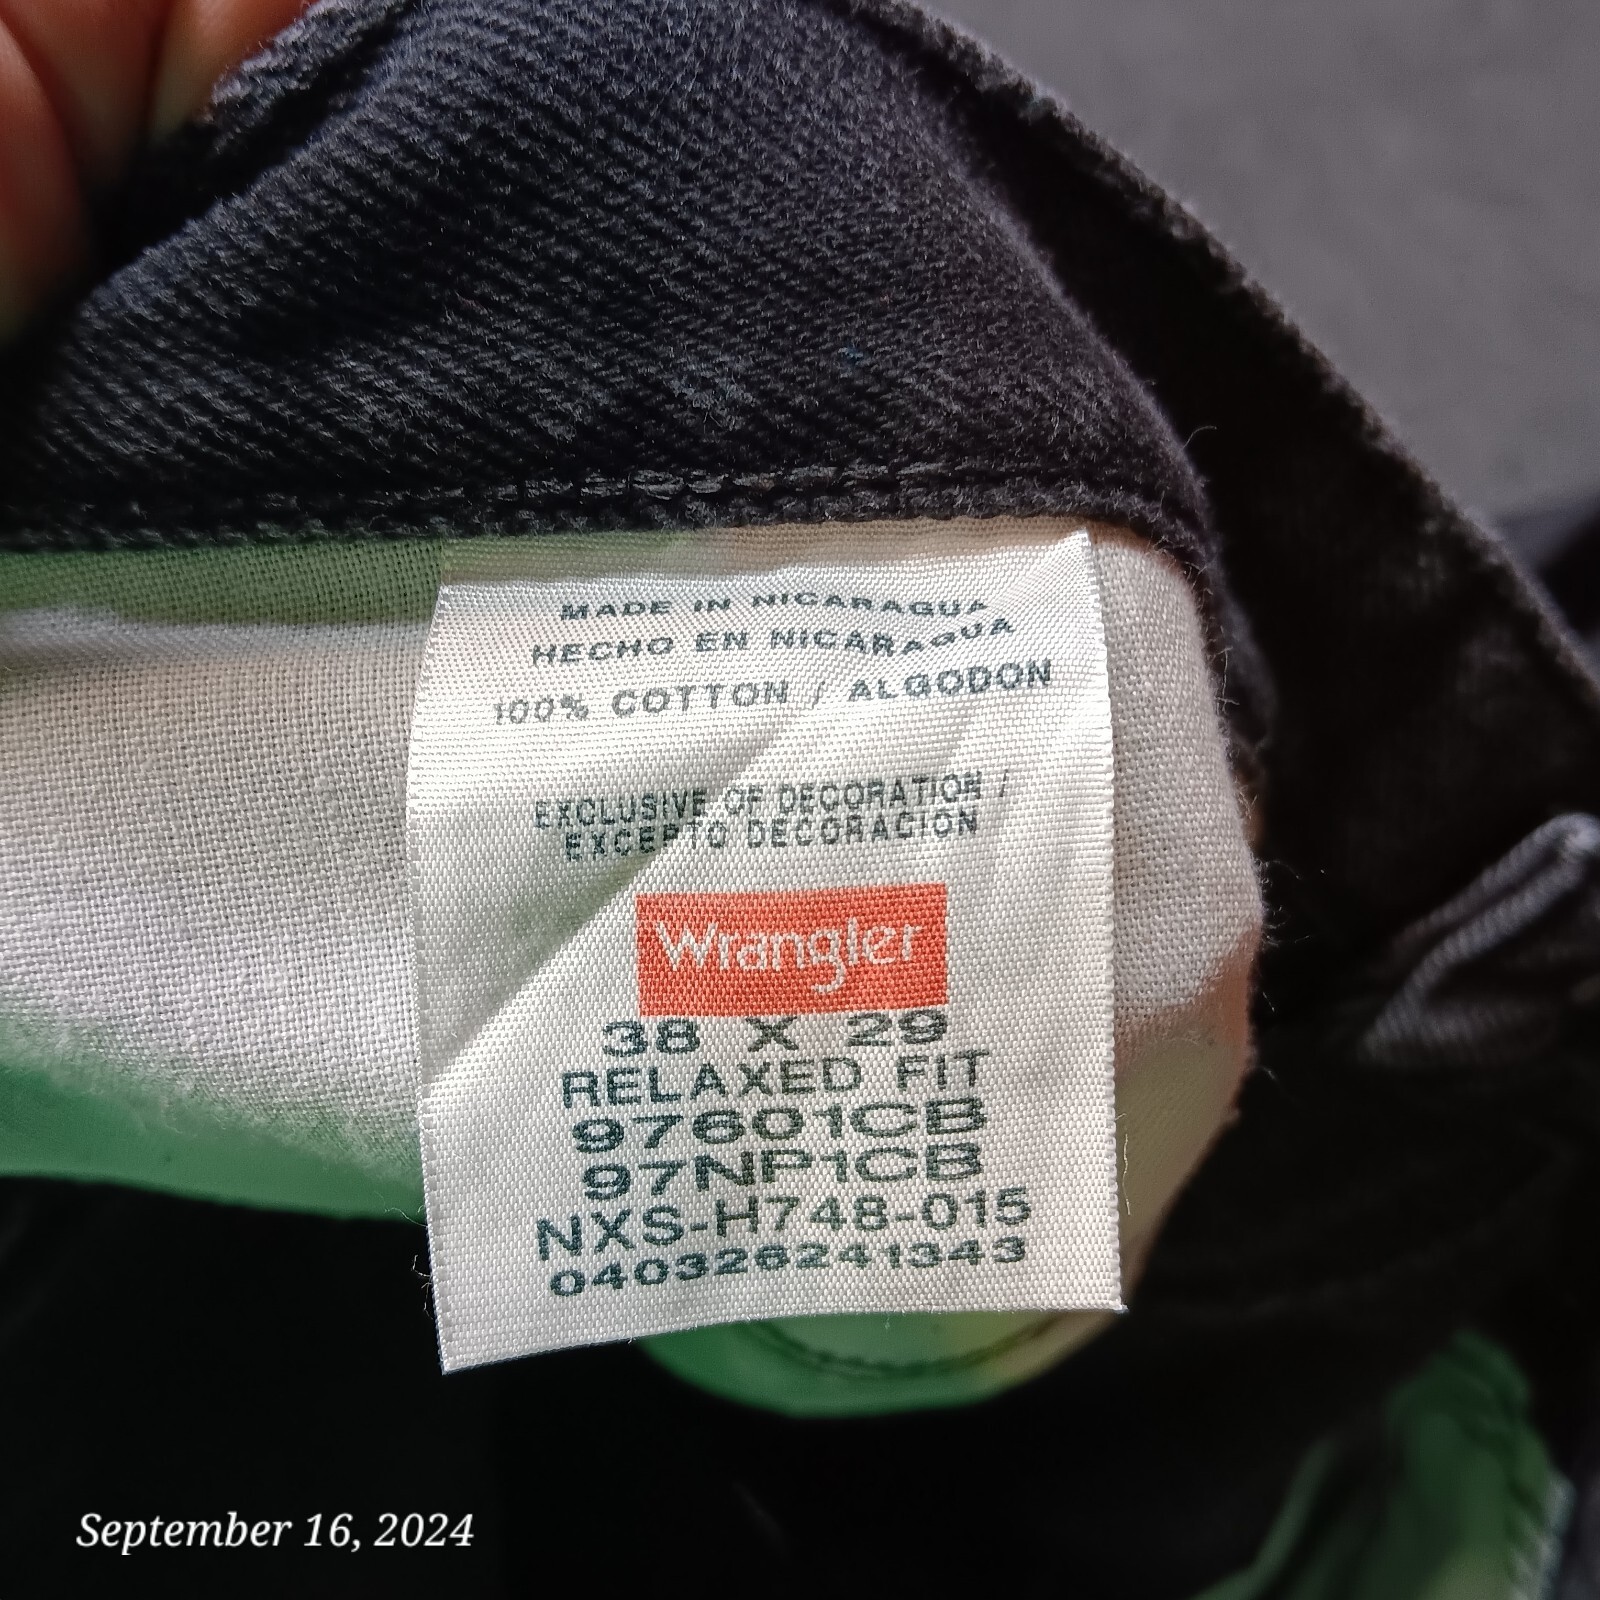 MADE IN NICARAGUA
HECHO EN NICARAGUA
100% COTTON / ALGODON
EXCLUSIVE OF DECORATION /
EXCEPTO DECORACION
Wrangler
38 X 29
RELAXED FIT
97601CB
97NP1CB
NXS-H748-015
040326241343
September 16, 2024